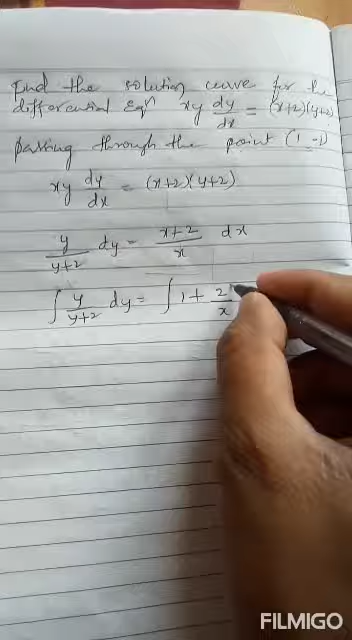 Find the solution curve for the
differential Eqⁿ xy dy/dx = (x+2)(y+2)
passing through the point (1, -1)
xy dy/dx = (x+2)(y+2)
y/y+2 dy = x+2/x dx
∫ y/y+2 dy = ∫ 1 + 2/x
FILMIGO